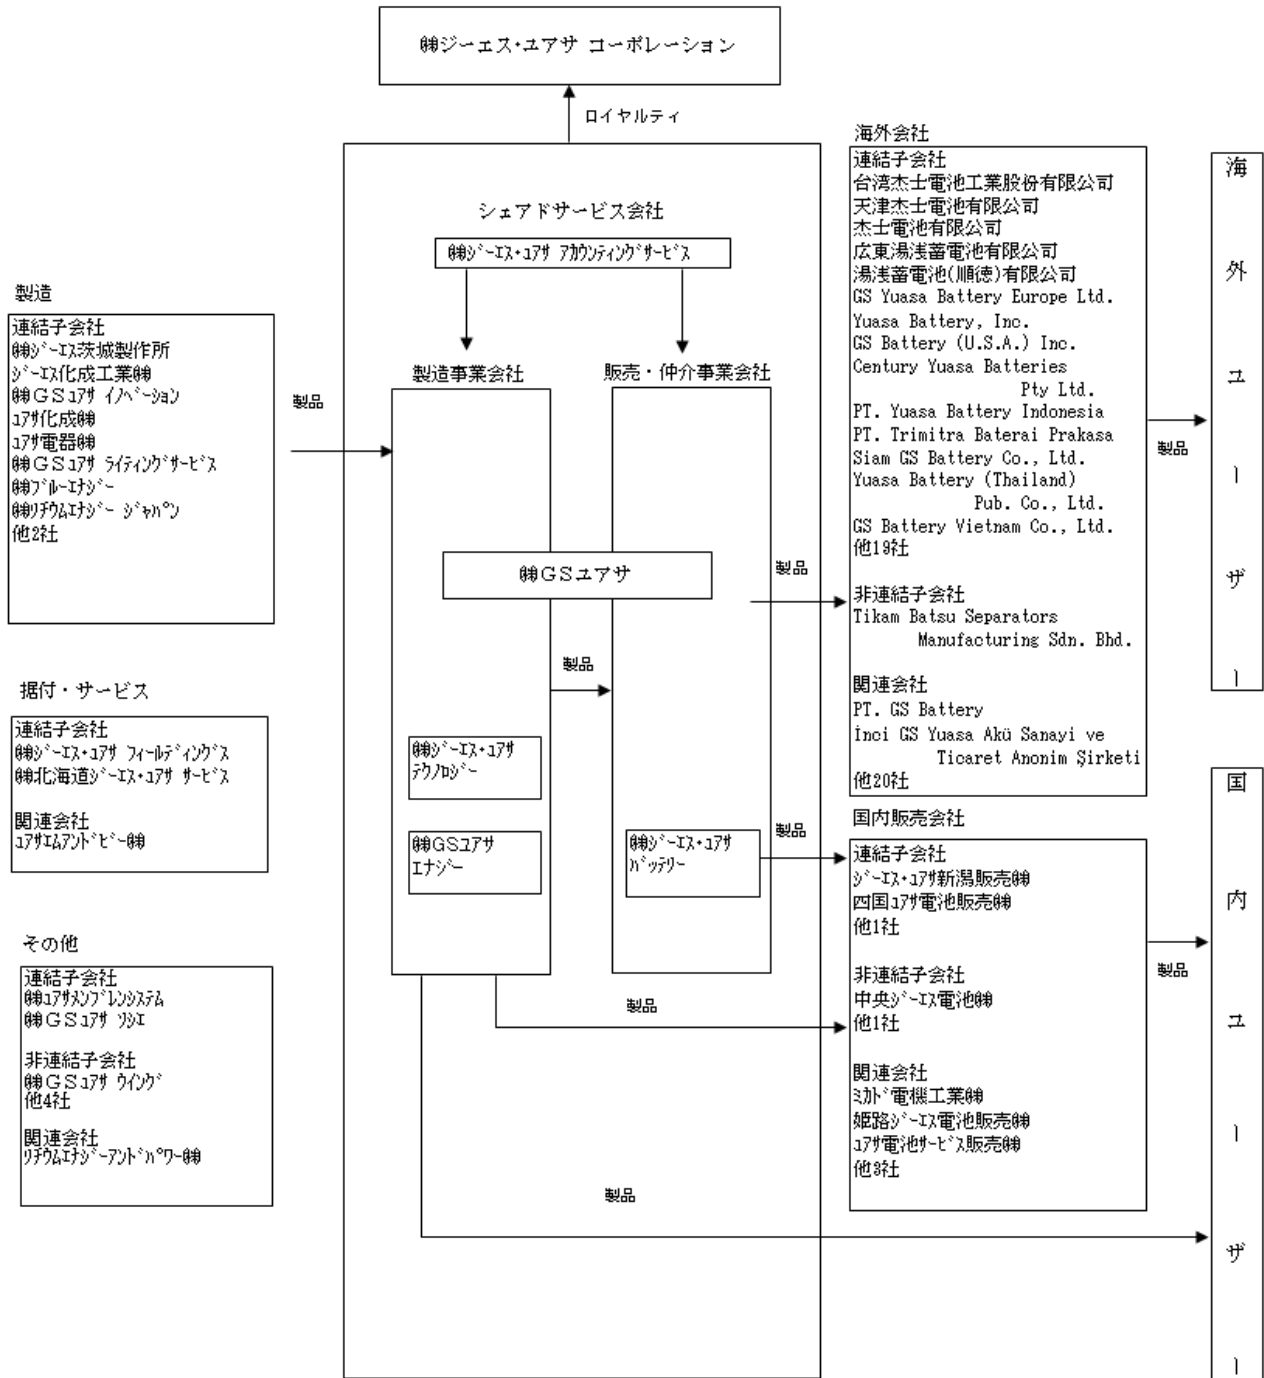 ㈱ジーエス・ユアサ コーポレーション
ロイヤルティ
シェアドサービス会社
㈱ｼﾞｰｴｽ・ﾕｱｻ ｱｶｳﾝﾃｨﾝｸﾞｻｰﾋﾞｽ
製造
連結子会社
㈱ｼﾞｰｴｽ茨城製作所
ｼﾞｰｴｽ化成工業㈱
㈱ＧＳﾕｱｻ ｲﾉﾍﾞｰｼｮﾝ
ﾕｱｻ化成㈱
ﾕｱｻ電器㈱
㈱ＧＳﾕｱｻ ﾗｲﾃｨﾝｸﾞｻｰﾋﾞｽ
㈱ﾌﾞﾙｰｴﾅｼﾞｰ
㈱ﾘﾁｳﾑｴﾅｼﾞｰ ｼﾞｬﾊﾟﾝ
他2社
製品
据付・サービス
連結子会社
㈱ｼﾞｰｴｽ・ﾕｱｻ ﾌｨｰﾙﾃﾞｨﾝｸﾞｽ
㈱北海道ｼﾞｰｴｽ・ﾕｱｻ ｻｰﾋﾞｽ
関連会社
ﾕｱｻｴﾑｱﾝﾄﾞﾋﾞｰ㈱
その他
連結子会社
㈱ﾕｱｻﾒﾝﾌﾞﾚﾝｼｽﾃﾑ
㈱ＧＳﾕｱｻ ｿｼｴ
非連結子会社
㈱ＧＳﾕｱｻ ｳｲﾝｸﾞ
他4社
関連会社
ﾘﾁｳﾑｴﾅｼﾞｰｱﾝﾄﾞﾊﾟﾜｰ㈱
製造事業会社
販売・仲介事業会社
㈱ＧＳユアサ
製品
㈱ｼﾞｰｴｽ・ﾕｱｻ
ﾃｸﾉﾛｼﾞｰ
㈱GSﾕｱｻ
ｴﾅｼﾞｰ
㈱ｼﾞｰｴｽ・ﾕｱｻ
ﾊﾞｯﾃﾘｰ
製品
製品
製品
製品
海外会社
連結子会社
台湾杰士電池工業股份有限公司
天津杰士電池有限公司
杰士電池有限公司
広東湯浅蓄電池有限公司
湯浅蓄電池(順徳)有限公司
GS Yuasa Battery Europe Ltd.
Yuasa Battery, Inc.
GS Battery (U.S.A.) Inc.
Century Yuasa Batteries
Pty Ltd.
PT. Yuasa Battery Indonesia
PT. Trimitra Baterai Prakasa
Siam GS Battery Co., Ltd.
Yuasa Battery (Thailand)
Pub. Co., Ltd.
GS Battery Vietnam Co., Ltd.
他19社
非連結子会社
Tikam Batsu Separators
Manufacturing Sdn. Bhd.
関連会社
PT. GS Battery
İnci GS Yuasa Akü Sanayi ve
Ticaret Anonim Şirketi
他20社
国内販売会社
連結子会社
ｼﾞｰｴｽ・ﾕｱｻ新潟販売㈱
四国ﾕｱｻ電池販売㈱
他1社
非連結子会社
中央ｼﾞｰｴｽ電池㈱
他1社
関連会社
ﾐｶﾄﾞ電機工業㈱
姫路ｼﾞｰｴｽ電池販売㈱
ﾕｱｻ電池ｻｰﾋﾞｽ販売㈱
他3社
製品
製品
海外ユーザー
国内ユーザー